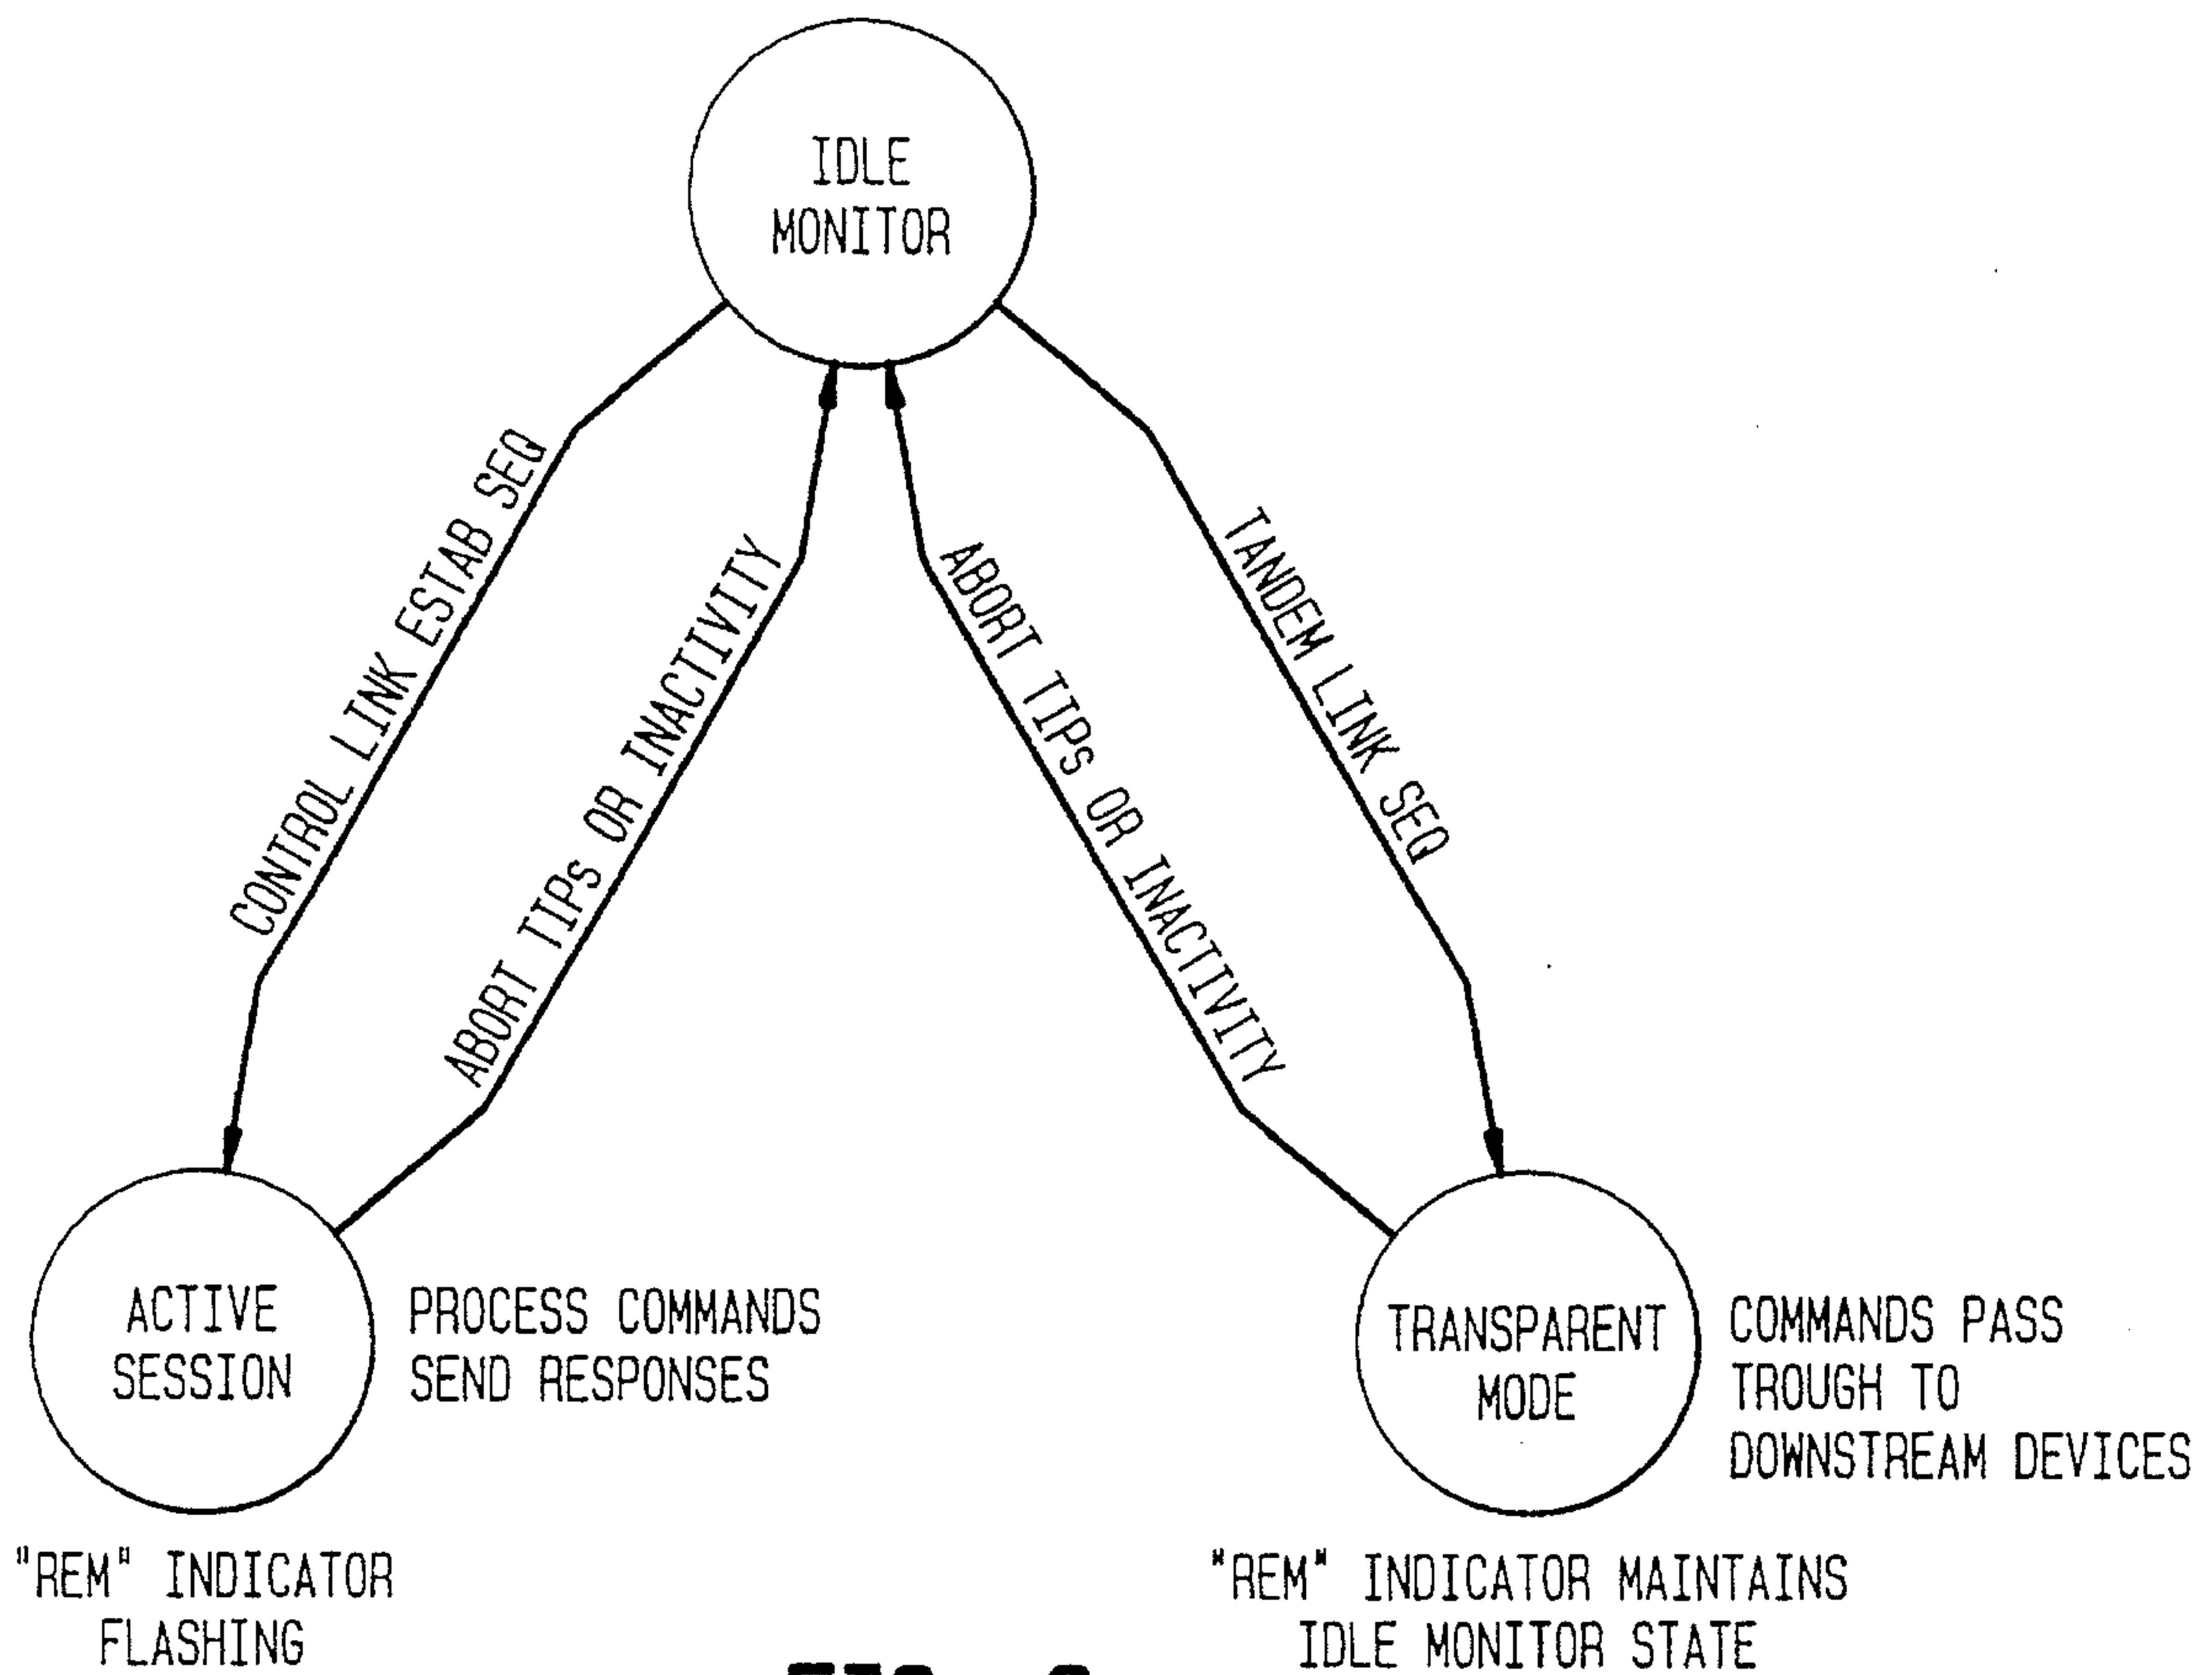 IDLE
MONITOR
CONTROL LINK ESTAB SEQ
ABORT TIPs OR INACTIVITY
ABORT TIPs OR INACTIVITY
TANDEM LINK SEQ
ACTIVE
SESSION
PROCESS COMMANDS
SEND RESPONSES
TRANSPARENT
MODE
COMMANDS PASS
TROUGH TO
DOWNSTREAM DEVICES
"REM" INDICATOR
FLASHING
"REM" INDICATOR MAINTAINS
IDLE MONITOR STATE